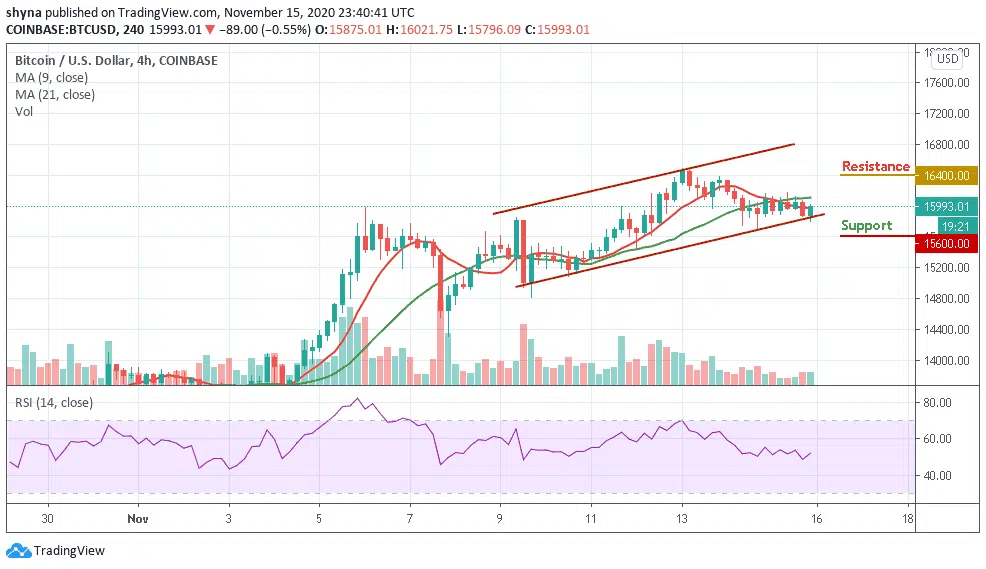 shyna published on TradingView.com, November 15, 2020 23:40:41 UTC
COINBASE:BTCUSD, 240 15993.01 ▼ −89.00 (−0.55%) O:15875.01 H:16021.75 L:15796.09 C:15993.01
Bitcoin / U.S. Dollar, 4h, COINBASE
MA (9, close)
MA (21, close)
Vol
USD
17600.00
17200.00
16800.00
Resistance
16400.00
15993.01
19:21
Support
15600.00
15200.00
14800.00
14400.00
14000.00
RSI (14, close)
80.00
60.00
40.00
30 Nov 3 5 7 9 11 13 16 18
TradingView